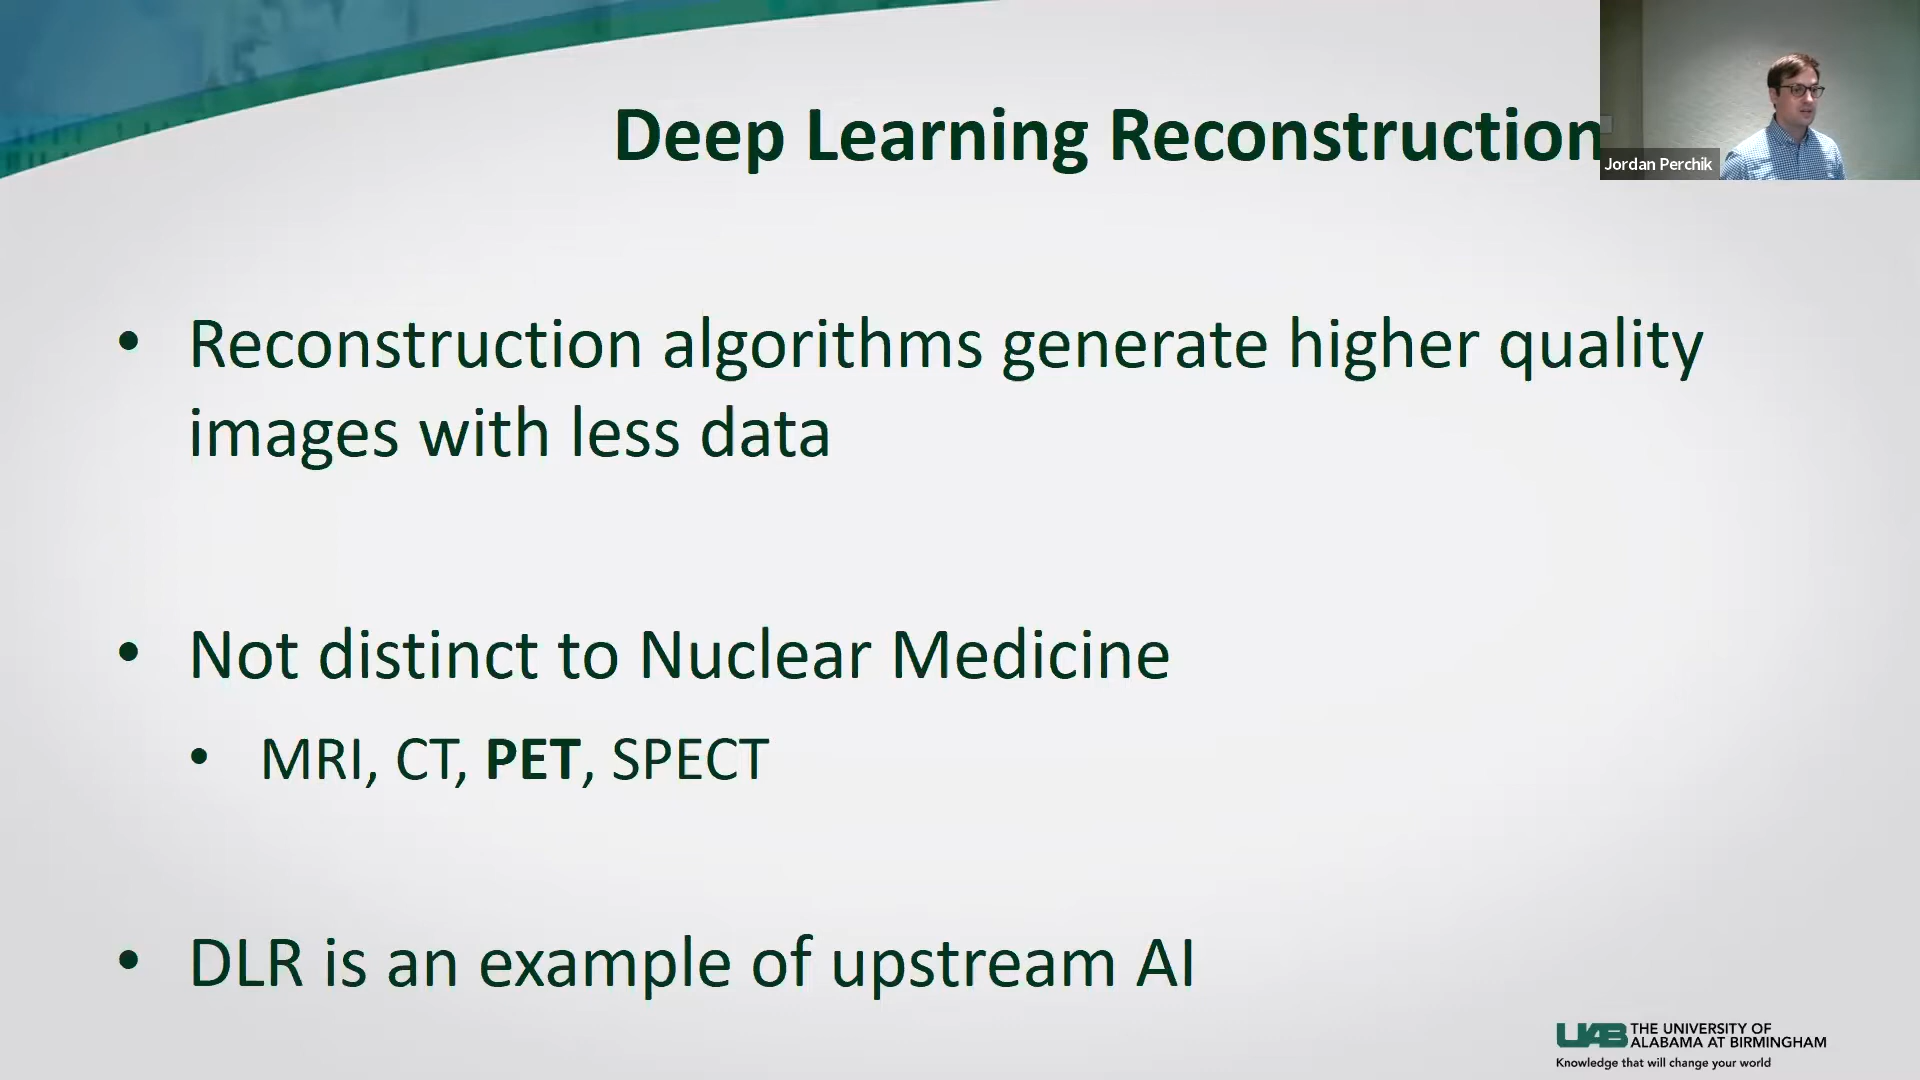 Deep Learning Reconstruction
Jordan Perchik
• Reconstruction algorithms generate higher quality
images with less data
• Not distinct to Nuclear Medicine
• MRI, CT, PET, SPECT
• DLR is an example of upstream AI
UAB THE UNIVERSITY OF
ALABAMA AT BIRMINGHAM
Knowledge that will change your world